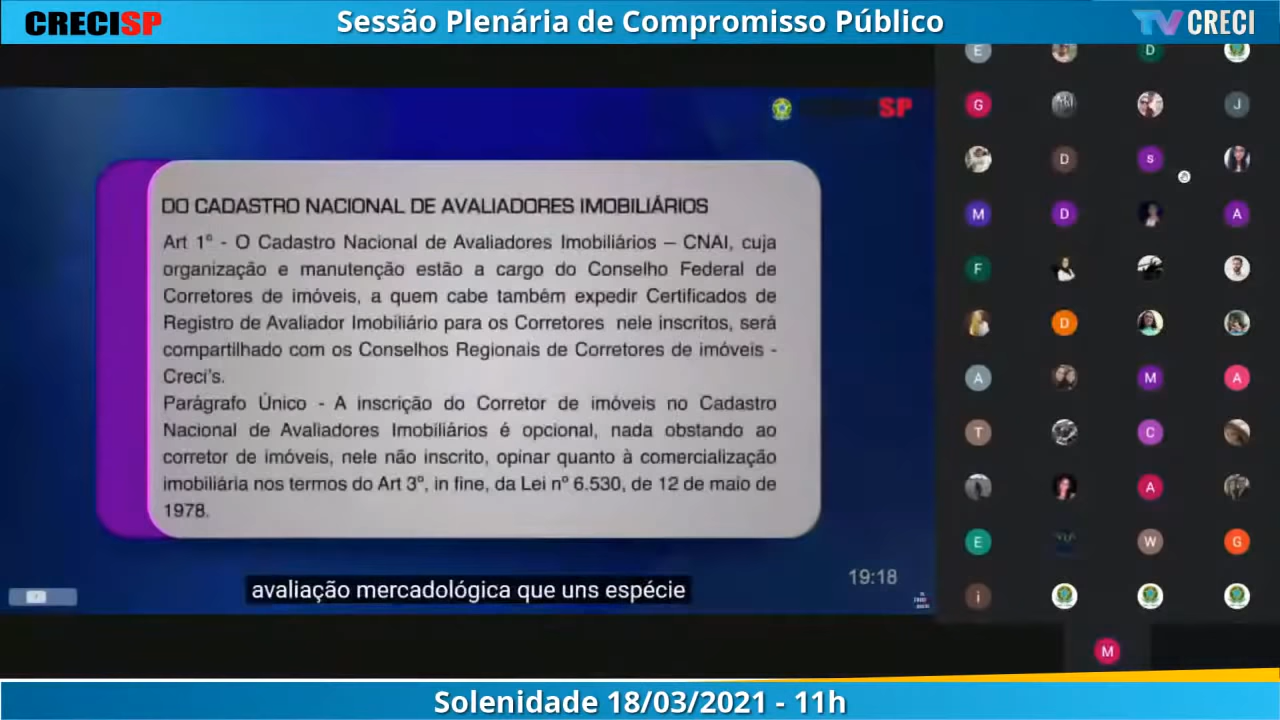 CRECISP
Sessão Plenária de Compromisso Público
TV CRECI
SP
DO CADASTRO NACIONAL DE AVALIADORES IMOBILIÁRIOS
Art 1º - O Cadastro Nacional de Avaliadores Imobiliários – CNAI, cuja
organização e manutenção estão a cargo do Conselho Federal de
Corretores de imóveis, a quem cabe também expedir Certificados de
Registro de Avaliador Imobiliário para os Corretores nele inscritos, será
compartilhado com os Conselhos Regionais de Corretores de imóveis -
Creci's.
Parágrafo Único - A inscrição do Corretor de imóveis no Cadastro
Nacional de Avaliadores Imobiliários é opcional, nada obstando ao
corretor de imóveis, nele não inscrito, opinar quanto à comercialização
imobiliária nos termos do Art 3º, in fine, da Lei nº 6.530, de 12 de maio de
1978.
19:18
avaliação mercadológica que uns espécie
E D
G J
D s
M D A
F
D
A M A
T C
A
E W G
i
M
Solenidade 18/03/2021 - 11h